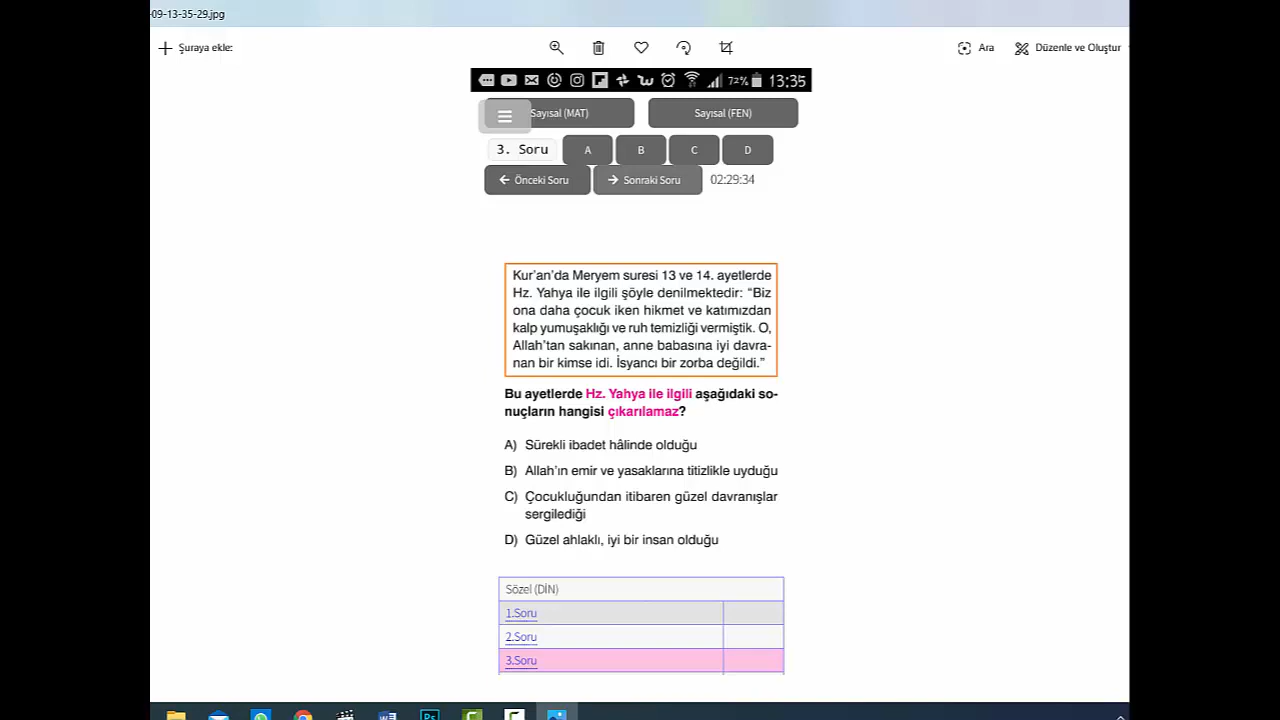 -09-13-35-29.jpg
Şuraya ekle:
Ara
Düzenle ve Oluştur
72% 13:35
Sayısal (MAT)
Sayısal (FEN)
3. Soru
A
B
C
D
← Önceki Soru
→ Sonraki Soru
02:29:34
Kur’an’da Meryem suresi 13 ve 14. ayetlerde
Hz. Yahya ile ilgili şöyle denilmektedir: “Biz
ona daha çocuk iken hikmet ve katımızdan
kalp yumuşaklığı ve ruh temizliği vermiştik. O,
Allah’tan sakınan, anne babasına iyi davra-
nan bir kimse idi. İsyancı bir zorba değildi.”
Bu ayetlerde Hz. Yahya ile ilgili aşağıdaki so-
nuçların hangisi çıkarılamaz?
A) Sürekli ibadet hâlinde olduğu
B) Allah’ın emir ve yasaklarına titizlikle uyduğu
C) Çocukluğundan itibaren güzel davranışlar
sergilediği
D) Güzel ahlaklı, iyi bir insan olduğu
Sözel (DİN)
1.Soru
2.Soru
3.Soru
Ps